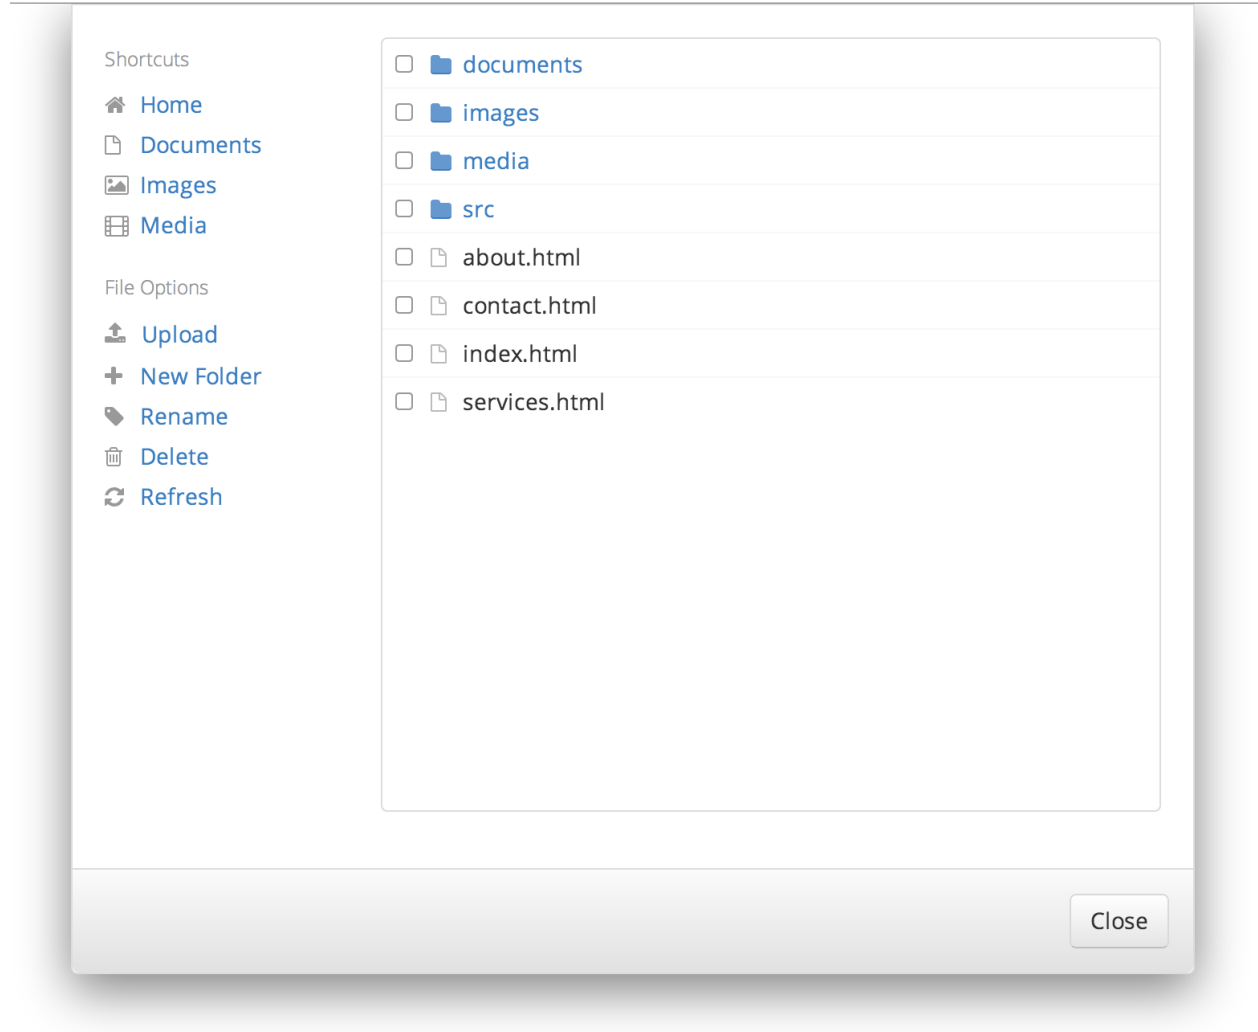 Shortcuts
Home
Documents
Images
Media
File Options
Upload
New Folder
Rename
Delete
Refresh
documents
images
media
src
about.html
contact.html
index.html
services.html
Close